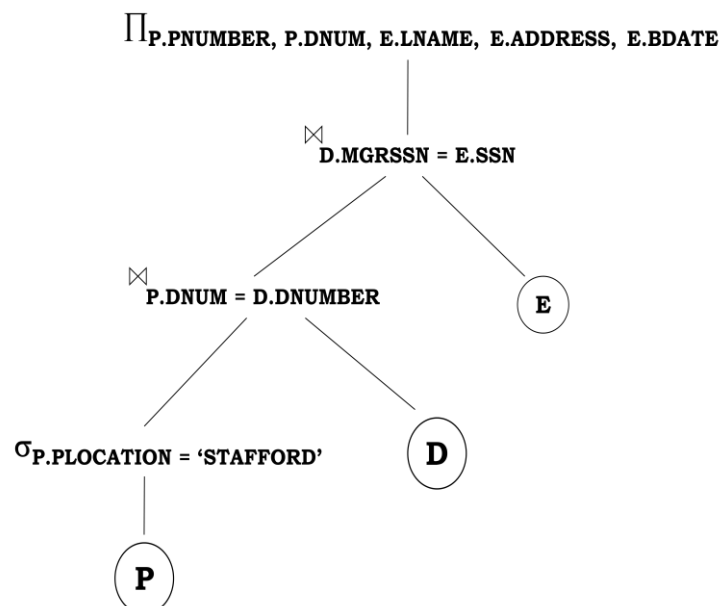 ∏P.PNUMBER, P.DNUM, E.LNAME, E.ADDRESS, E.BDATE
⋈D.MGRSSN = E.SSN
⋈P.DNUM = D.DNUMBER
E
σP.PLOCATION = ‘STAFFORD’
D
P